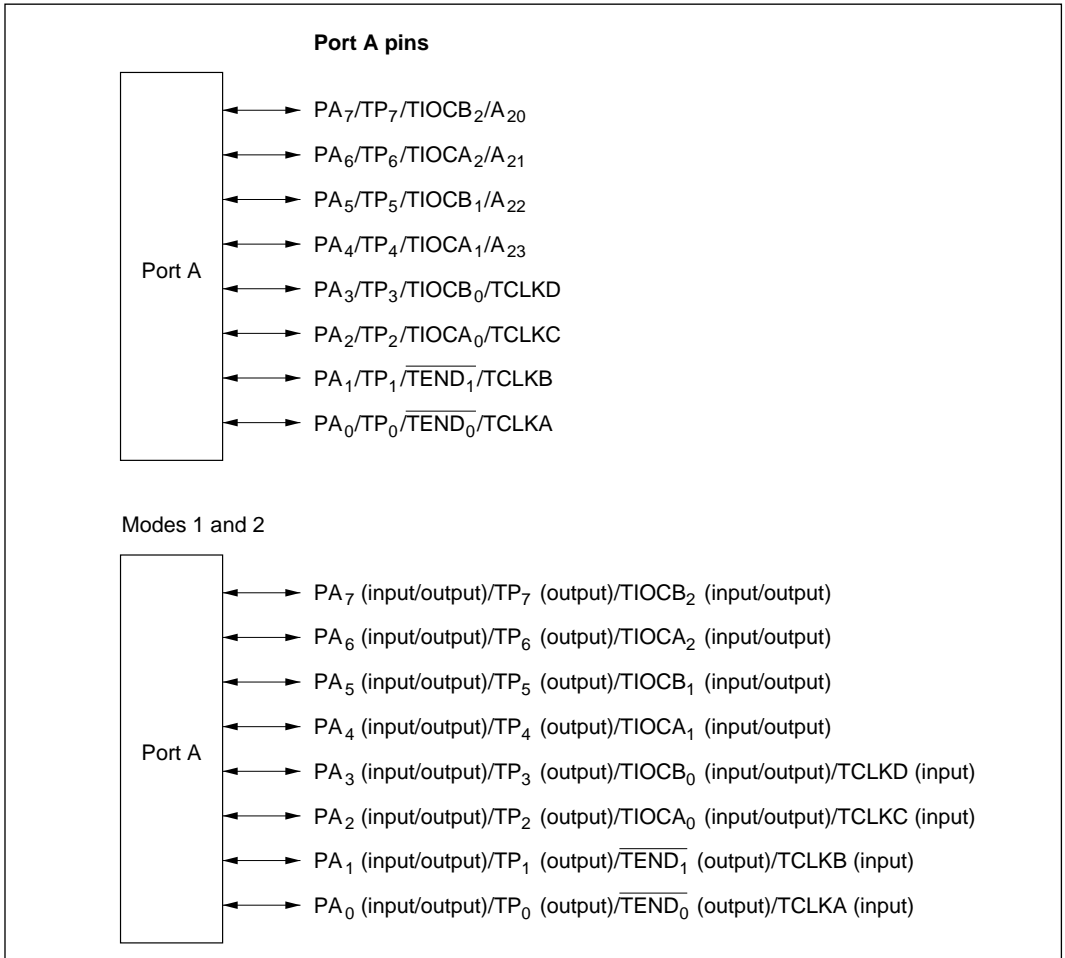 Port A pins
PA₇/TP₇/TIOCB₂/A₂₀
PA₆/TP₆/TIOCA₂/A₂₁
PA₅/TP₅/TIOCB₁/A₂₂
PA₄/TP₄/TIOCA₁/A₂₃
Port A
PA₃/TP₃/TIOCB₀/TCLKD
PA₂/TP₂/TIOCA₀/TCLKC
PA₁/TP₁/T̅E̅N̅D̅₁/TCLKB
PA₀/TP₀/T̅E̅N̅D̅₀/TCLKA
Modes 1 and 2
PA₇ (input/output)/TP₇ (output)/TIOCB₂ (input/output)
PA₆ (input/output)/TP₆ (output)/TIOCA₂ (input/output)
PA₅ (input/output)/TP₅ (output)/TIOCB₁ (input/output)
PA₄ (input/output)/TP₄ (output)/TIOCA₁ (input/output)
Port A
PA₃ (input/output)/TP₃ (output)/TIOCB₀ (input/output)/TCLKD (input)
PA₂ (input/output)/TP₂ (output)/TIOCA₀ (input/output)/TCLKC (input)
PA₁ (input/output)/TP₁ (output)/T̅E̅N̅D̅₁ (output)/TCLKB (input)
PA₀ (input/output)/TP₀ (output)/T̅E̅N̅D̅₀ (output)/TCLKA (input)